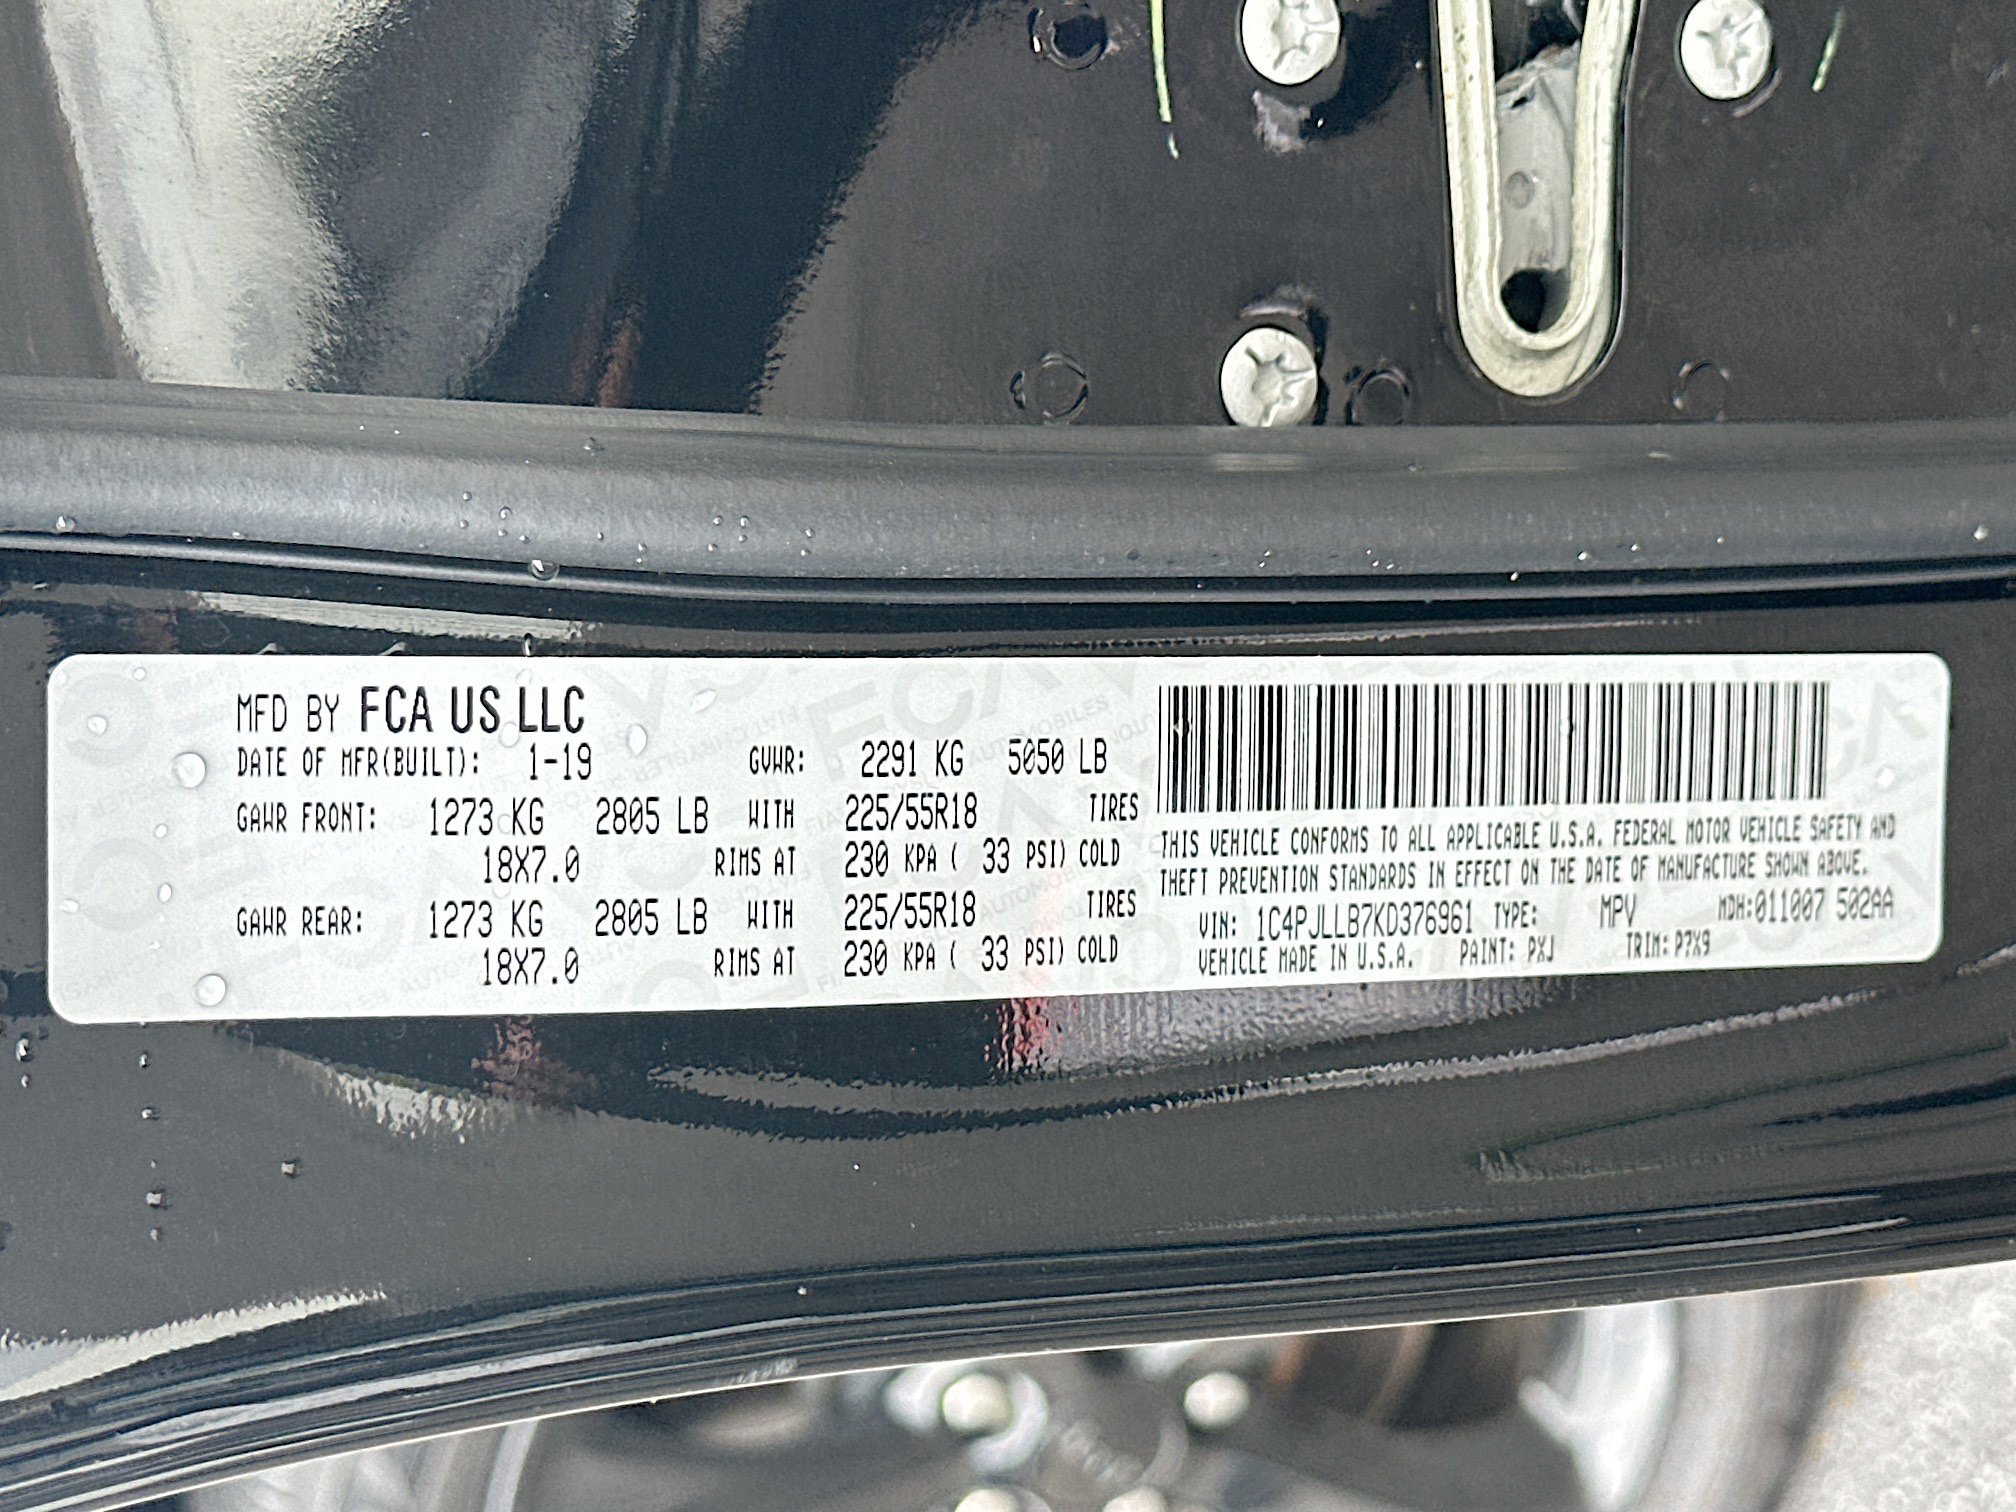 MFD BY FCA US LLC
DATE OF MFR(BUILT): 1-19 GVWR: 2291 KG 5050 LB
GAWR FRONT: 1273 KG 2805 LB WITH 225/55R18 TIRES
18X7.0 RIMS AT 230 KPA ( 33 PSI) COLD
GAWR REAR: 1273 KG 2805 LB WITH 225/55R18 TIRES
18X7.0 RIMS AT 230 KPA ( 33 PSI) COLD
THIS VEHICLE CONFORMS TO ALL APPLICABLE U.S.A. FEDERAL MOTOR VEHICLE SAFETY AND
THEFT PREVENTION STANDARDS IN EFFECT ON THE DATE OF MANUFACTURE SHOWN ABOVE.
VIN: 1C4PJLLB7KD376961 TYPE: MPV MDH:011007 502AA
VEHICLE MADE IN U.S.A. PAINT: PXJ TRIM: P7X9